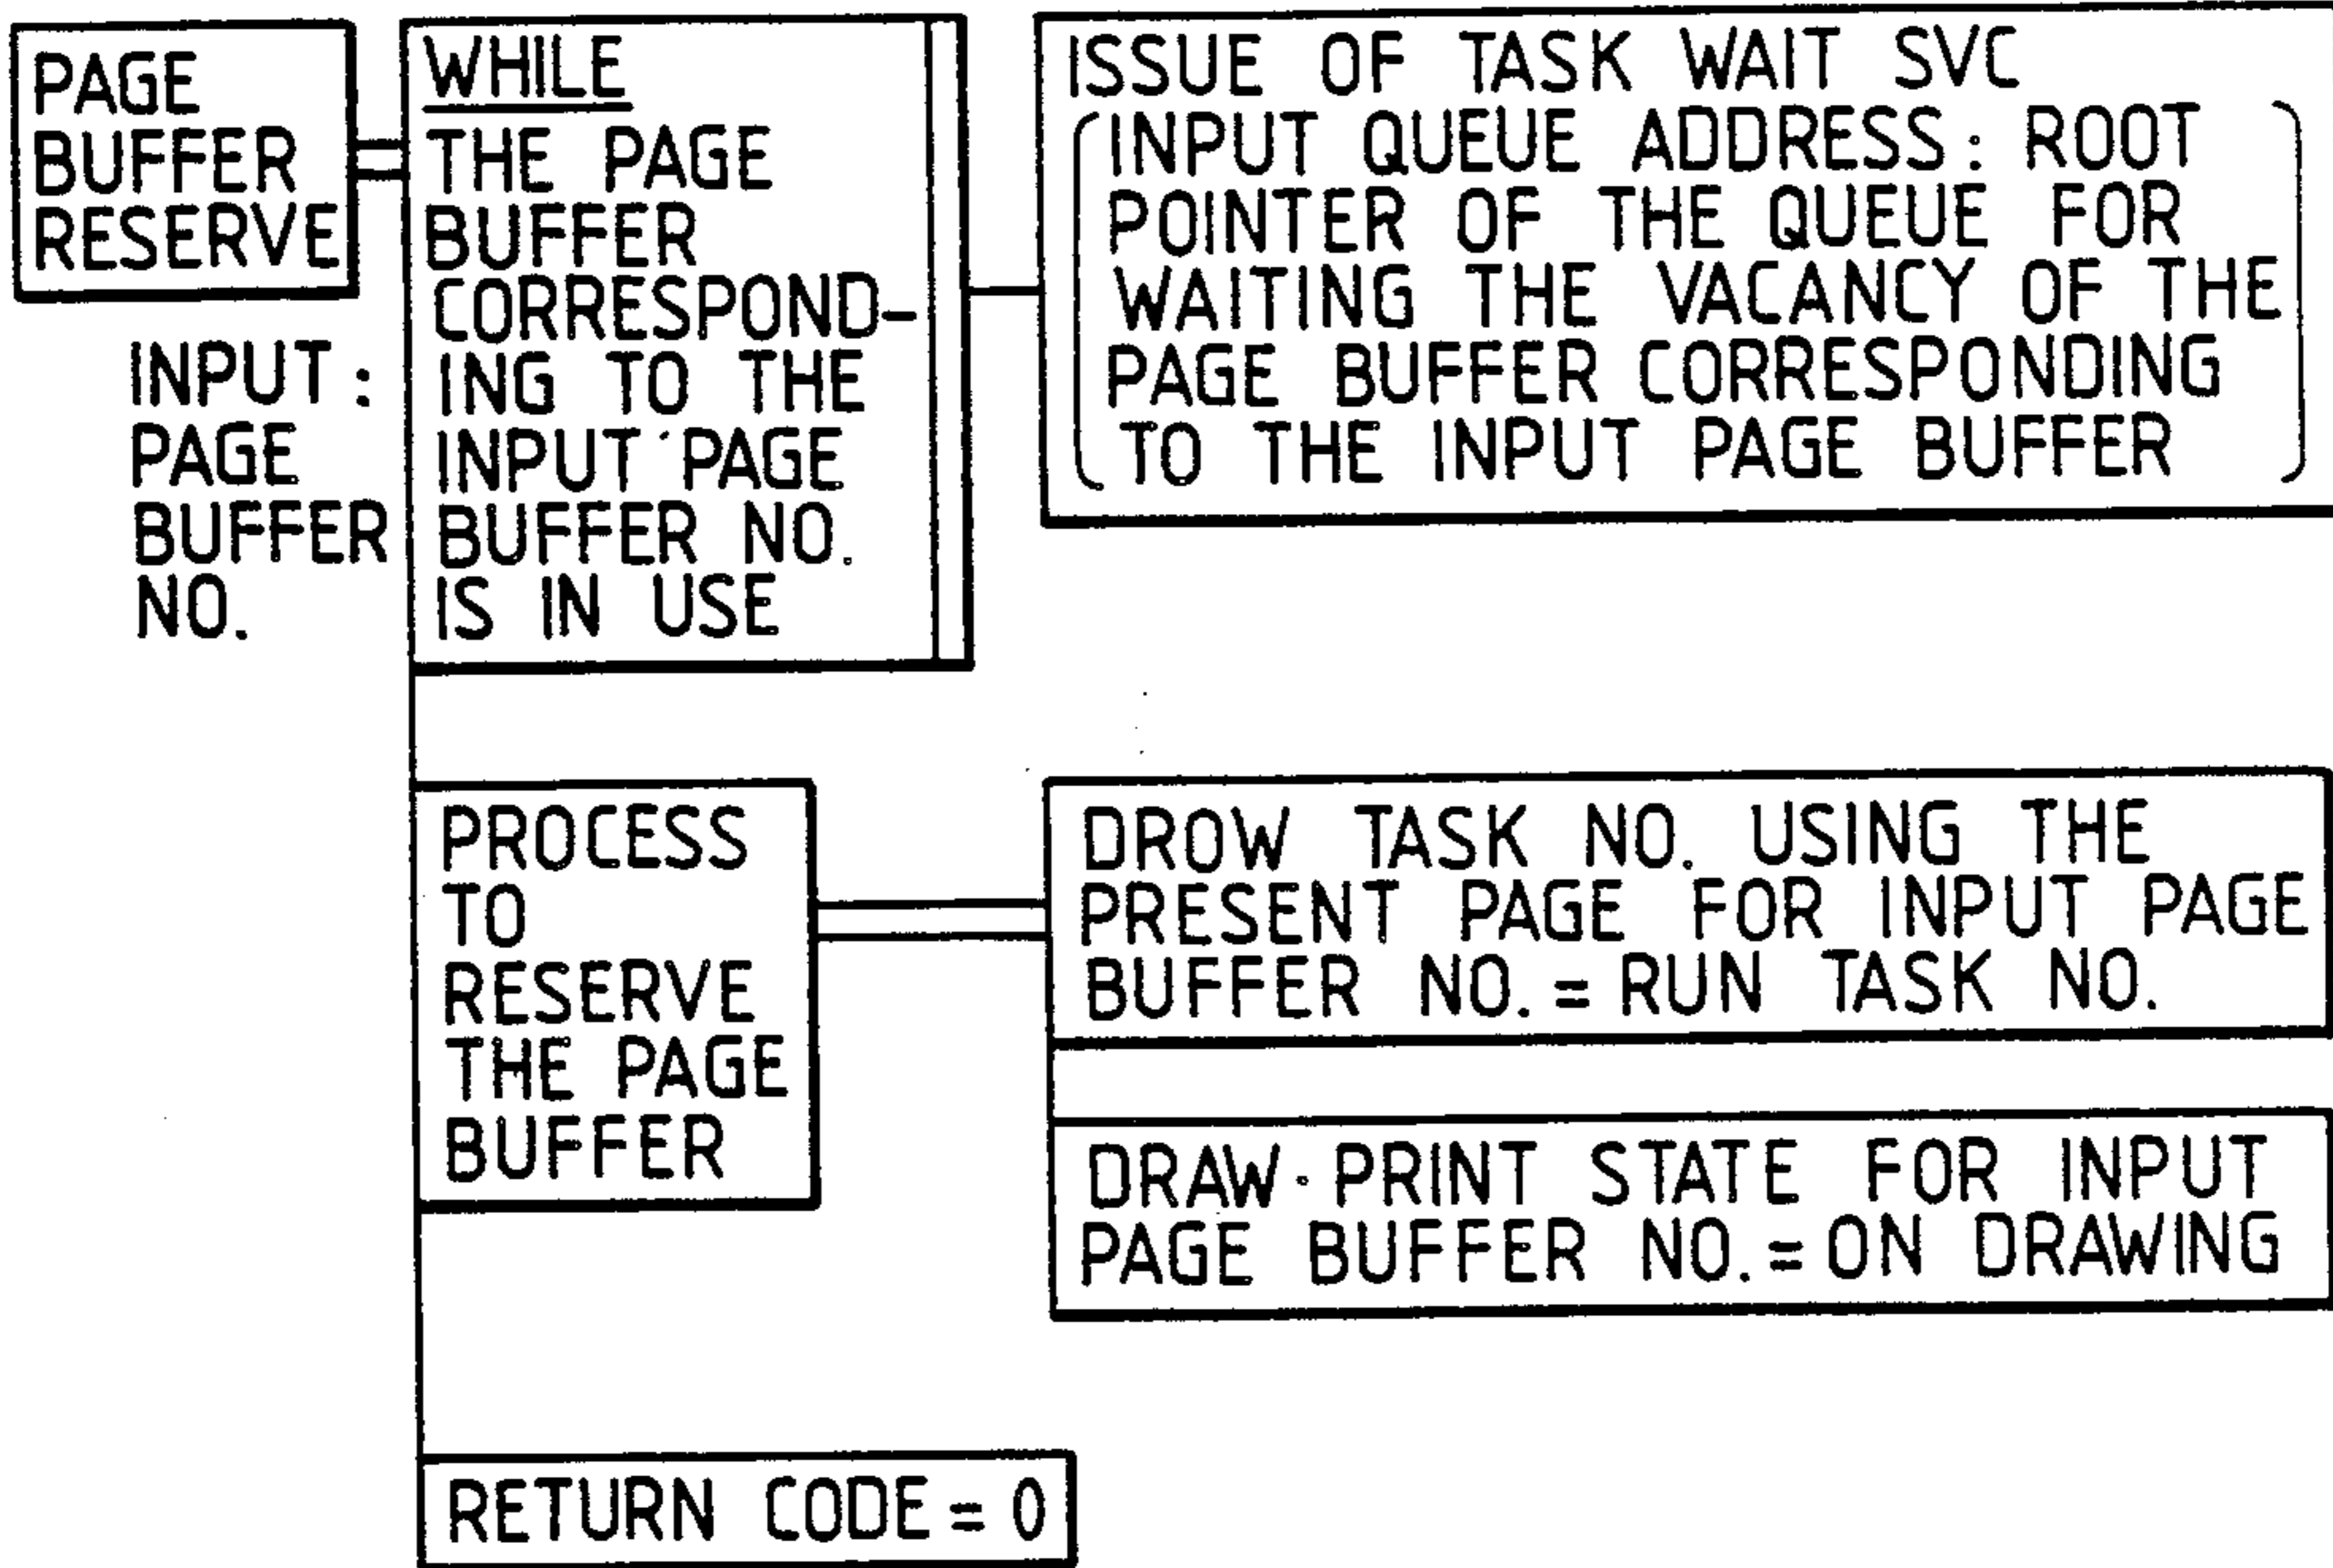 PAGE
BUFFER
RESERVE
INPUT:
PAGE
BUFFER
NO.
WHILE
THE PAGE
BUFFER
CORRESPOND-
ING TO THE
INPUT PAGE
BUFFER NO.
IS IN USE
ISSUE OF TASK WAIT SVC
(INPUT QUEUE ADDRESS: ROOT
POINTER OF THE QUEUE FOR
WAITING THE VACANCY OF THE
PAGE BUFFER CORRESPONDING
TO THE INPUT PAGE BUFFER)
PROCESS
TO
RESERVE
THE PAGE
BUFFER
DROW TASK NO. USING THE
PRESENT PAGE FOR INPUT PAGE
BUFFER NO. = RUN TASK NO.
DRAW·PRINT STATE FOR INPUT
PAGE BUFFER NO. = ON DRAWING
RETURN CODE = 0